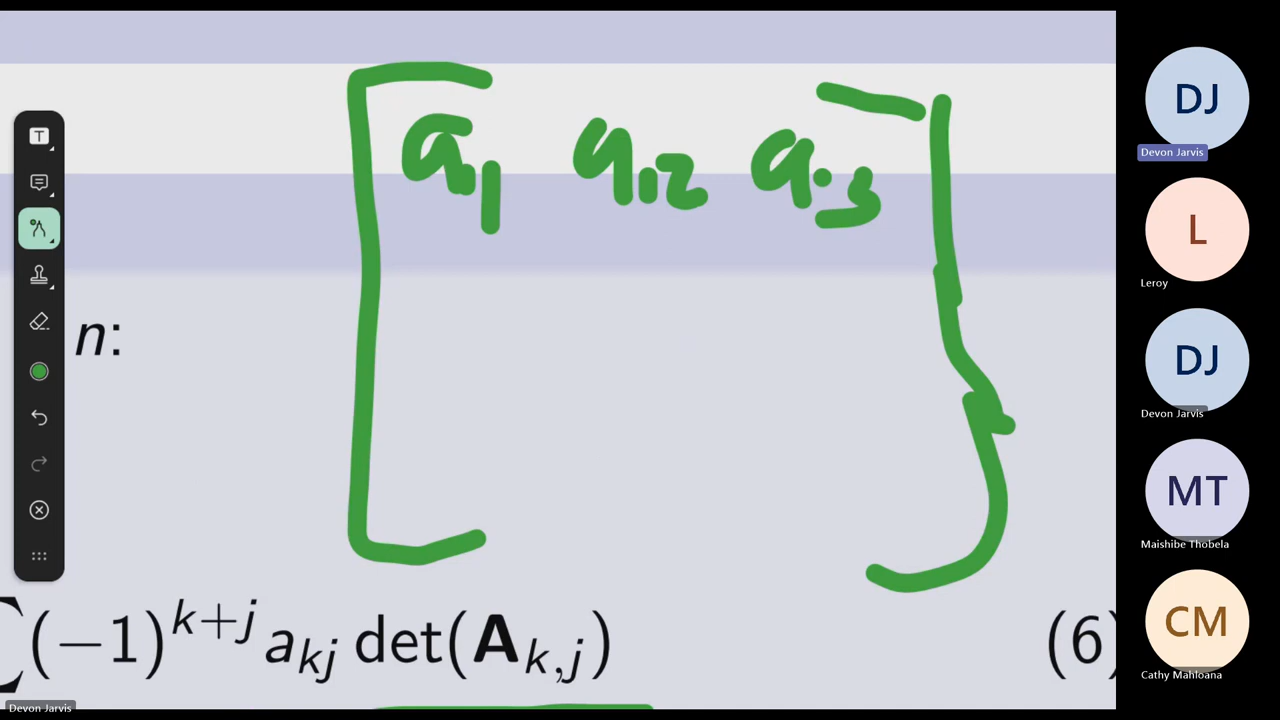 T
a11 a12 a13
n:
∑(−1)^{k+j} a_{kj} det(A_{k,j}) (6)
DJ
Devon Jarvis
L
Leroy
DJ
Devon Jarvis
MT
Maishibe Thobela
CM
Cathy Mahloana
Devon Jarvis